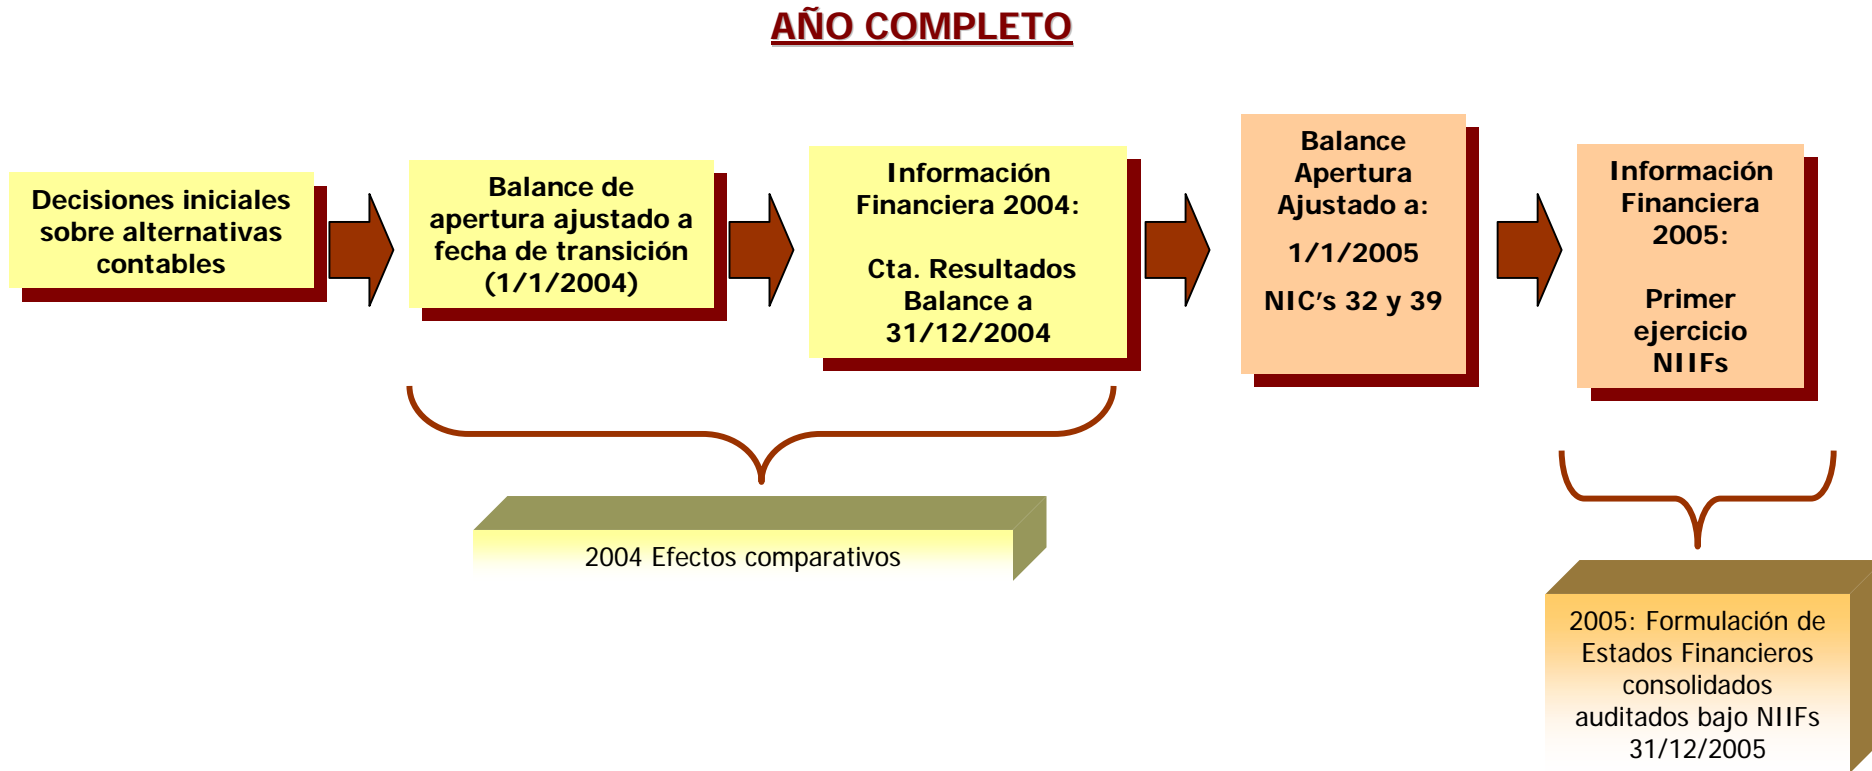 AÑO COMPLETO
Decisiones iniciales
sobre alternativas
contables
Balance de
apertura ajustado a
fecha de transición
(1/1/2004)
Información
Financiera 2004:
Cta. Resultados
Balance a
31/12/2004
Balance
Apertura
Ajustado a:
1/1/2005
NIC’s 32 y 39
Información
Financiera
2005:
Primer
ejercicio
NIIFs
2004 Efectos comparativos
2005: Formulación de
Estados Financieros
consolidados
auditados bajo NIIFs
31/12/2005